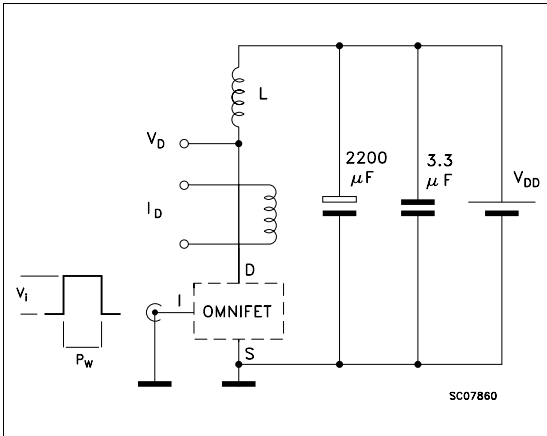 L
V_D
2200
µF
3.3
µF
V_DD
I_D
D
V_i
I
OMNIFET
P_W
S
SC07860